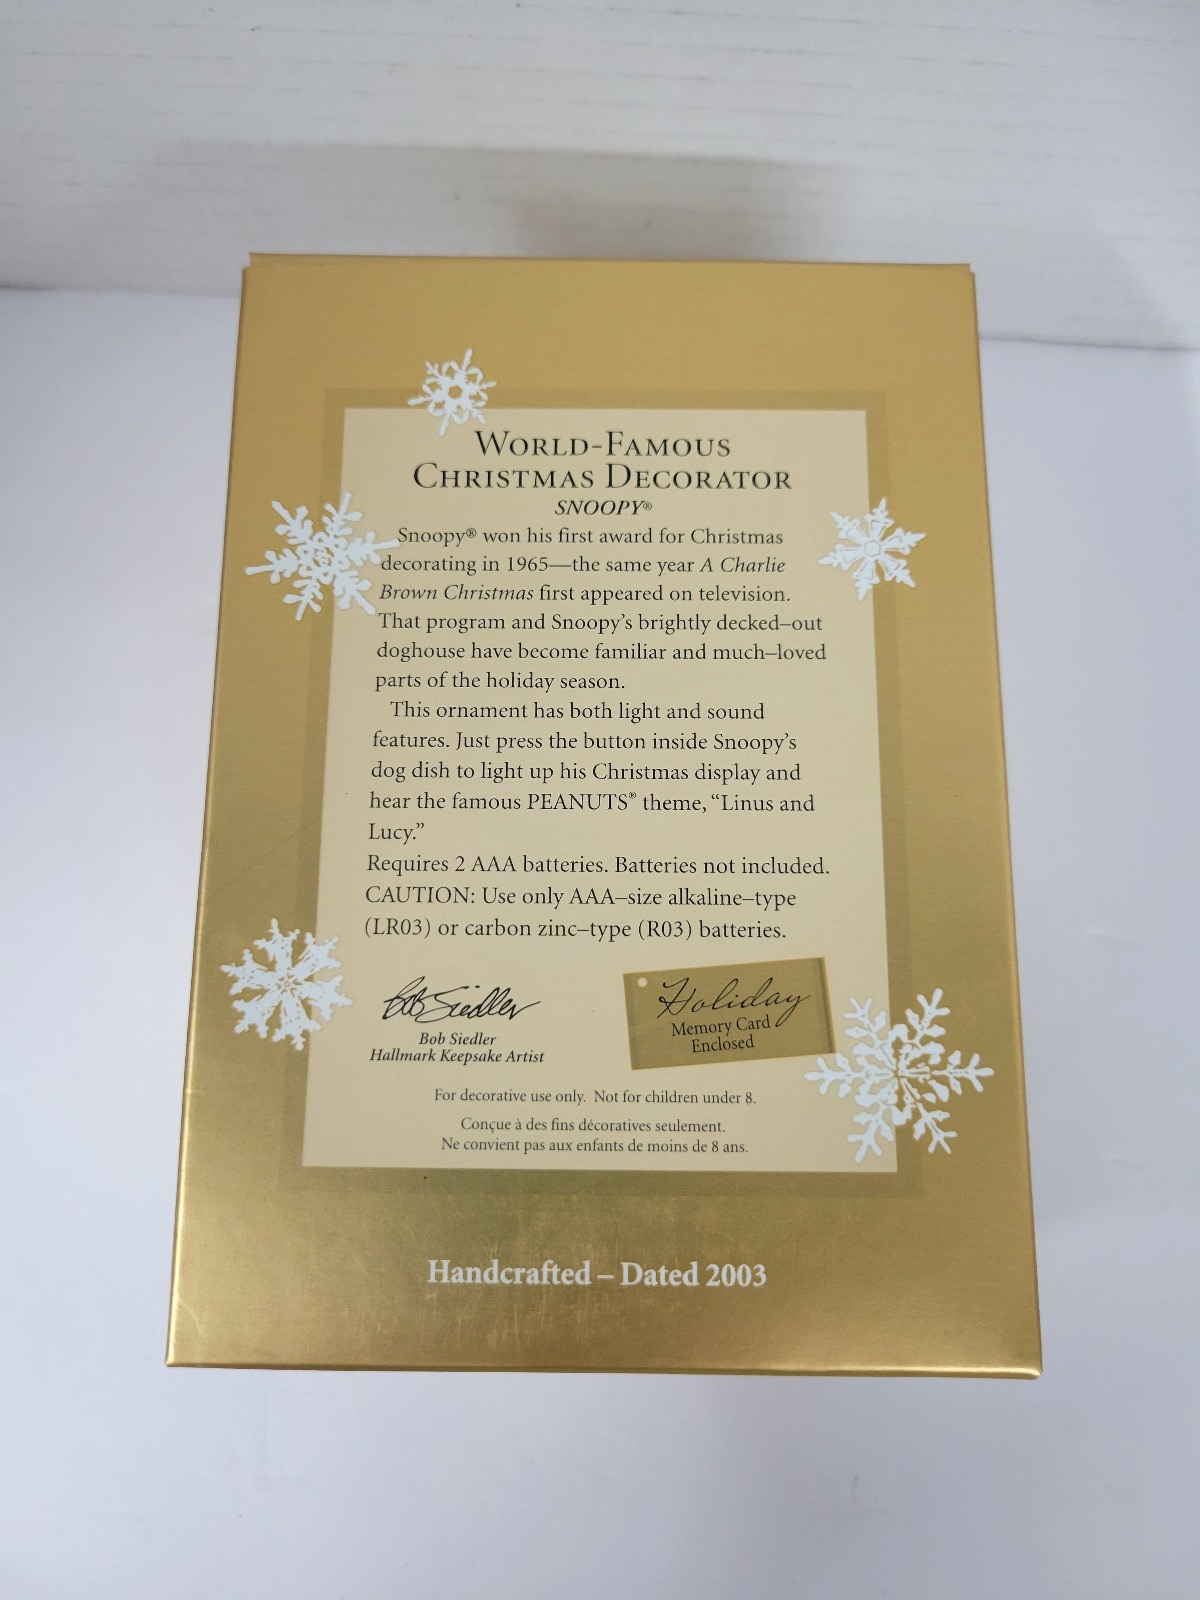 WORLD-FAMOUS
CHRISTMAS DECORATOR
SNOOPY®
Snoopy® won his first award for Christmas
decorating in 1965—the same year A Charlie
Brown Christmas first appeared on television.
That program and Snoopy's brightly decked–out
doghouse have become familiar and much–loved
parts of the holiday season.
This ornament has both light and sound
features. Just press the button inside Snoopy's
dog dish to light up his Christmas display and
hear the famous PEANUTS® theme, "Linus and
Lucy."
Requires 2 AAA batteries. Batteries not included.
CAUTION: Use only AAA–size alkaline–type
(LR03) or carbon zinc–type (R03) batteries.
Bob Siedler
Bob Siedler
Hallmark Keepsake Artist
Holiday
Memory Card
Enclosed
For decorative use only. Not for children under 8.
Conçue à des fins décoratives seulement.
Ne convient pas aux enfants de moins de 8 ans.
Handcrafted – Dated 2003